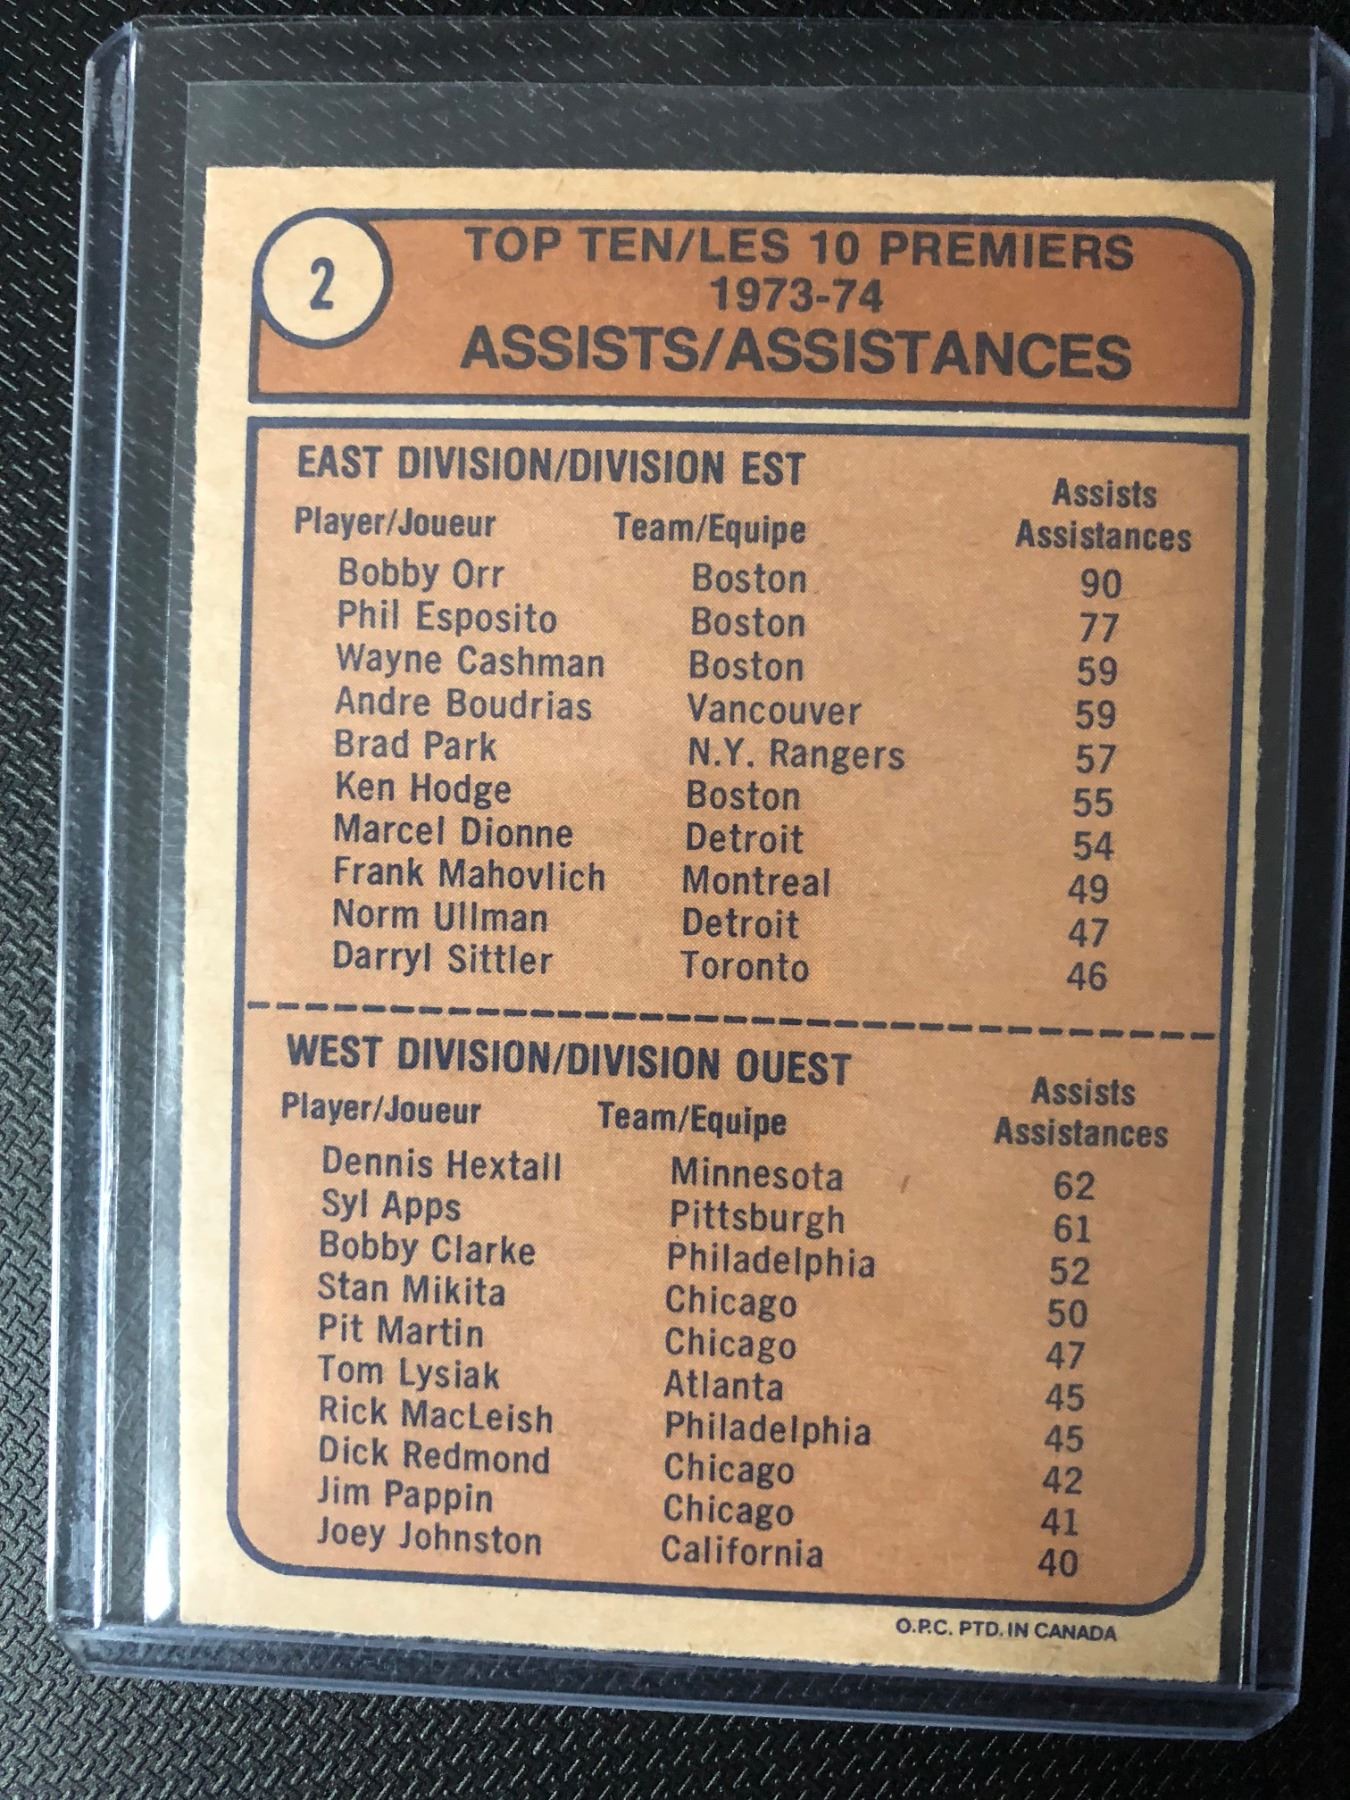 2
TOP TEN/LES 10 PREMIERS
1973-74
ASSISTS/ASSISTANCES
EAST DIVISION/DIVISION EST
Player/Joueur Team/Equipe Assists Assistances
Bobby Orr Boston 90
Phil Esposito Boston 77
Wayne Cashman Boston 59
Andre Boudrias Vancouver 59
Brad Park N.Y. Rangers 57
Ken Hodge Boston 55
Marcel Dionne Detroit 54
Frank Mahovlich Montreal 49
Norm Ullman Detroit 47
Darryl Sittler Toronto 46
WEST DIVISION/DIVISION OUEST
Player/Joueur Team/Equipe Assists Assistances
Dennis Hextall Minnesota 62
Syl Apps Pittsburgh 61
Bobby Clarke Philadelphia 52
Stan Mikita Chicago 50
Pit Martin Chicago 47
Tom Lysiak Atlanta 45
Rick MacLeish Philadelphia 45
Dick Redmond Chicago 42
Jim Pappin Chicago 41
Joey Johnston California 40
O.P.C. PTD. IN CANADA